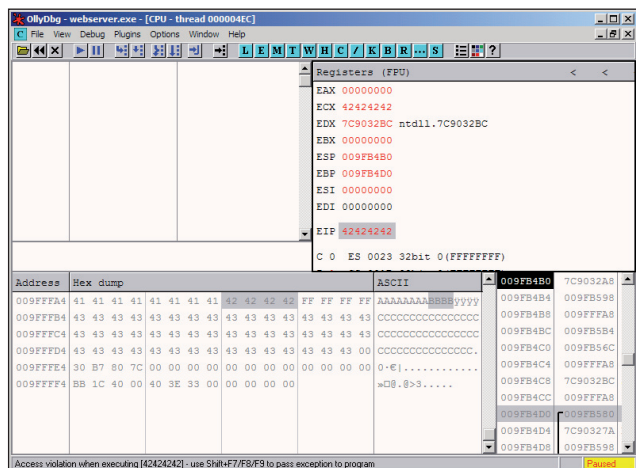 OllyDbg - webserver.exe - [CPU - thread 000004EC]
C File View Debug Plugins Options Window Help
L E M T W H C / K B R ... S ?
Registers (FPU) < <
EAX 00000000
ECX 42424242
EDX 7C9032BC ntdll.7C9032BC
EBX 00000000
ESP 009FB4B0
EBP 009FB4D0
ESI 00000000
EDI 00000000
EIP 42424242
C 0 ES 0023 32bit 0(FFFFFFFF)
Address Hex dump ASCII
009FFFA4 41 41 41 41 41 41 41 41 42 42 42 42 FF FF FF FF AAAAAAAABBBBÿÿÿÿ
009FFFB4 43 43 43 43 43 43 43 43 43 43 43 43 43 43 43 43 CCCCCCCCCCCCCCCC
009FFFC4 43 43 43 43 43 43 43 43 43 43 43 43 43 43 43 43 CCCCCCCCCCCCCCCC
009FFFD4 43 43 43 43 43 43 43 43 43 43 43 43 43 43 43 00 CCCCCCCCCCCCCCC.
009FFFE4 30 B7 80 7C 00 00 00 00 00 00 00 00 00 00 00 00 0·€|............
009FFFF4 BB 1C 40 00 40 3E 33 00 00 00 00 00 »□@.@>3.....
009FB4B0 7C9032A8
009FB4B4 009FB598
009FB4B8 009FFFA8
009FB4BC 009FB5B4
009FB4C0 009FB56C
009FB4C4 009FFFA8
009FB4C8 7C9032BC
009FB4CC 009FFFA8
009FB4D0 009FB580
009FB4D4 7C90327A
009FB4D8 009FB598
Access violation when executing [42424242] - use Shift+F7/F8/F9 to pass exception to program Paused